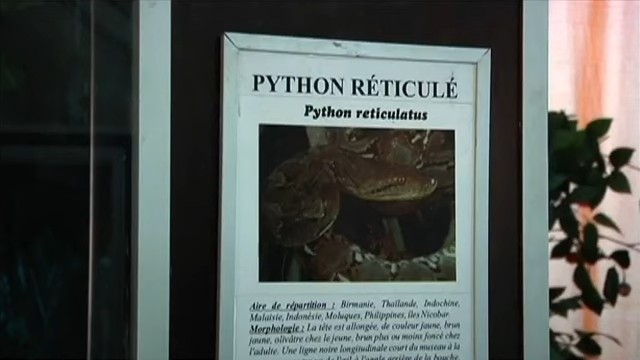 PYTHON RÉTICULÉ
Python reticulatus
Aire de répartition : Birmanie, Thaïlande, Indochine,
Malaisie, Indonésie, Moluques, Philippines, îles Nicobar
Morphologie : La tête est allongée, de couleur jaune, brun
jaune, olivâtre chez le jeune, brun plus ou moins foncé chez
l'adulte. Une ligne noire longitudinale court du museau à la